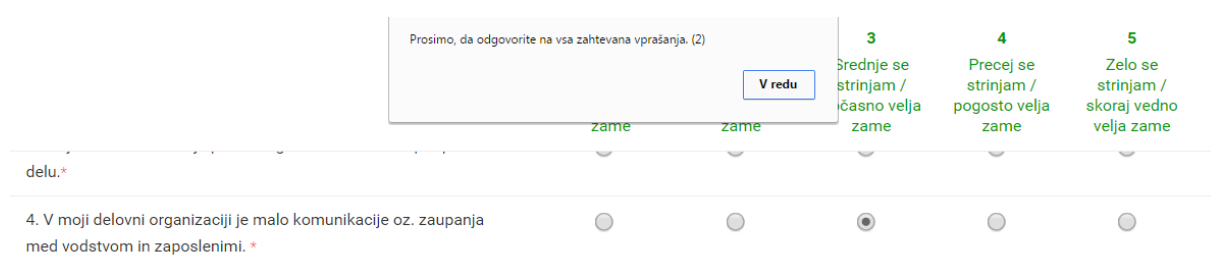 Prosimo, da odgovorite na vsa zahtevana vprašanja. (2)
V redu
3
4
5
Srednje se
strinjam /
občasno velja
zame
Precej se
strinjam /
pogosto velja
zame
Zelo se
strinjam /
skoraj vedno
velja zame
zame
zame
delu.*
4. V moji delovni organizaciji je malo komunikacije oz. zaupanja
med vodstvom in zaposlenimi. *